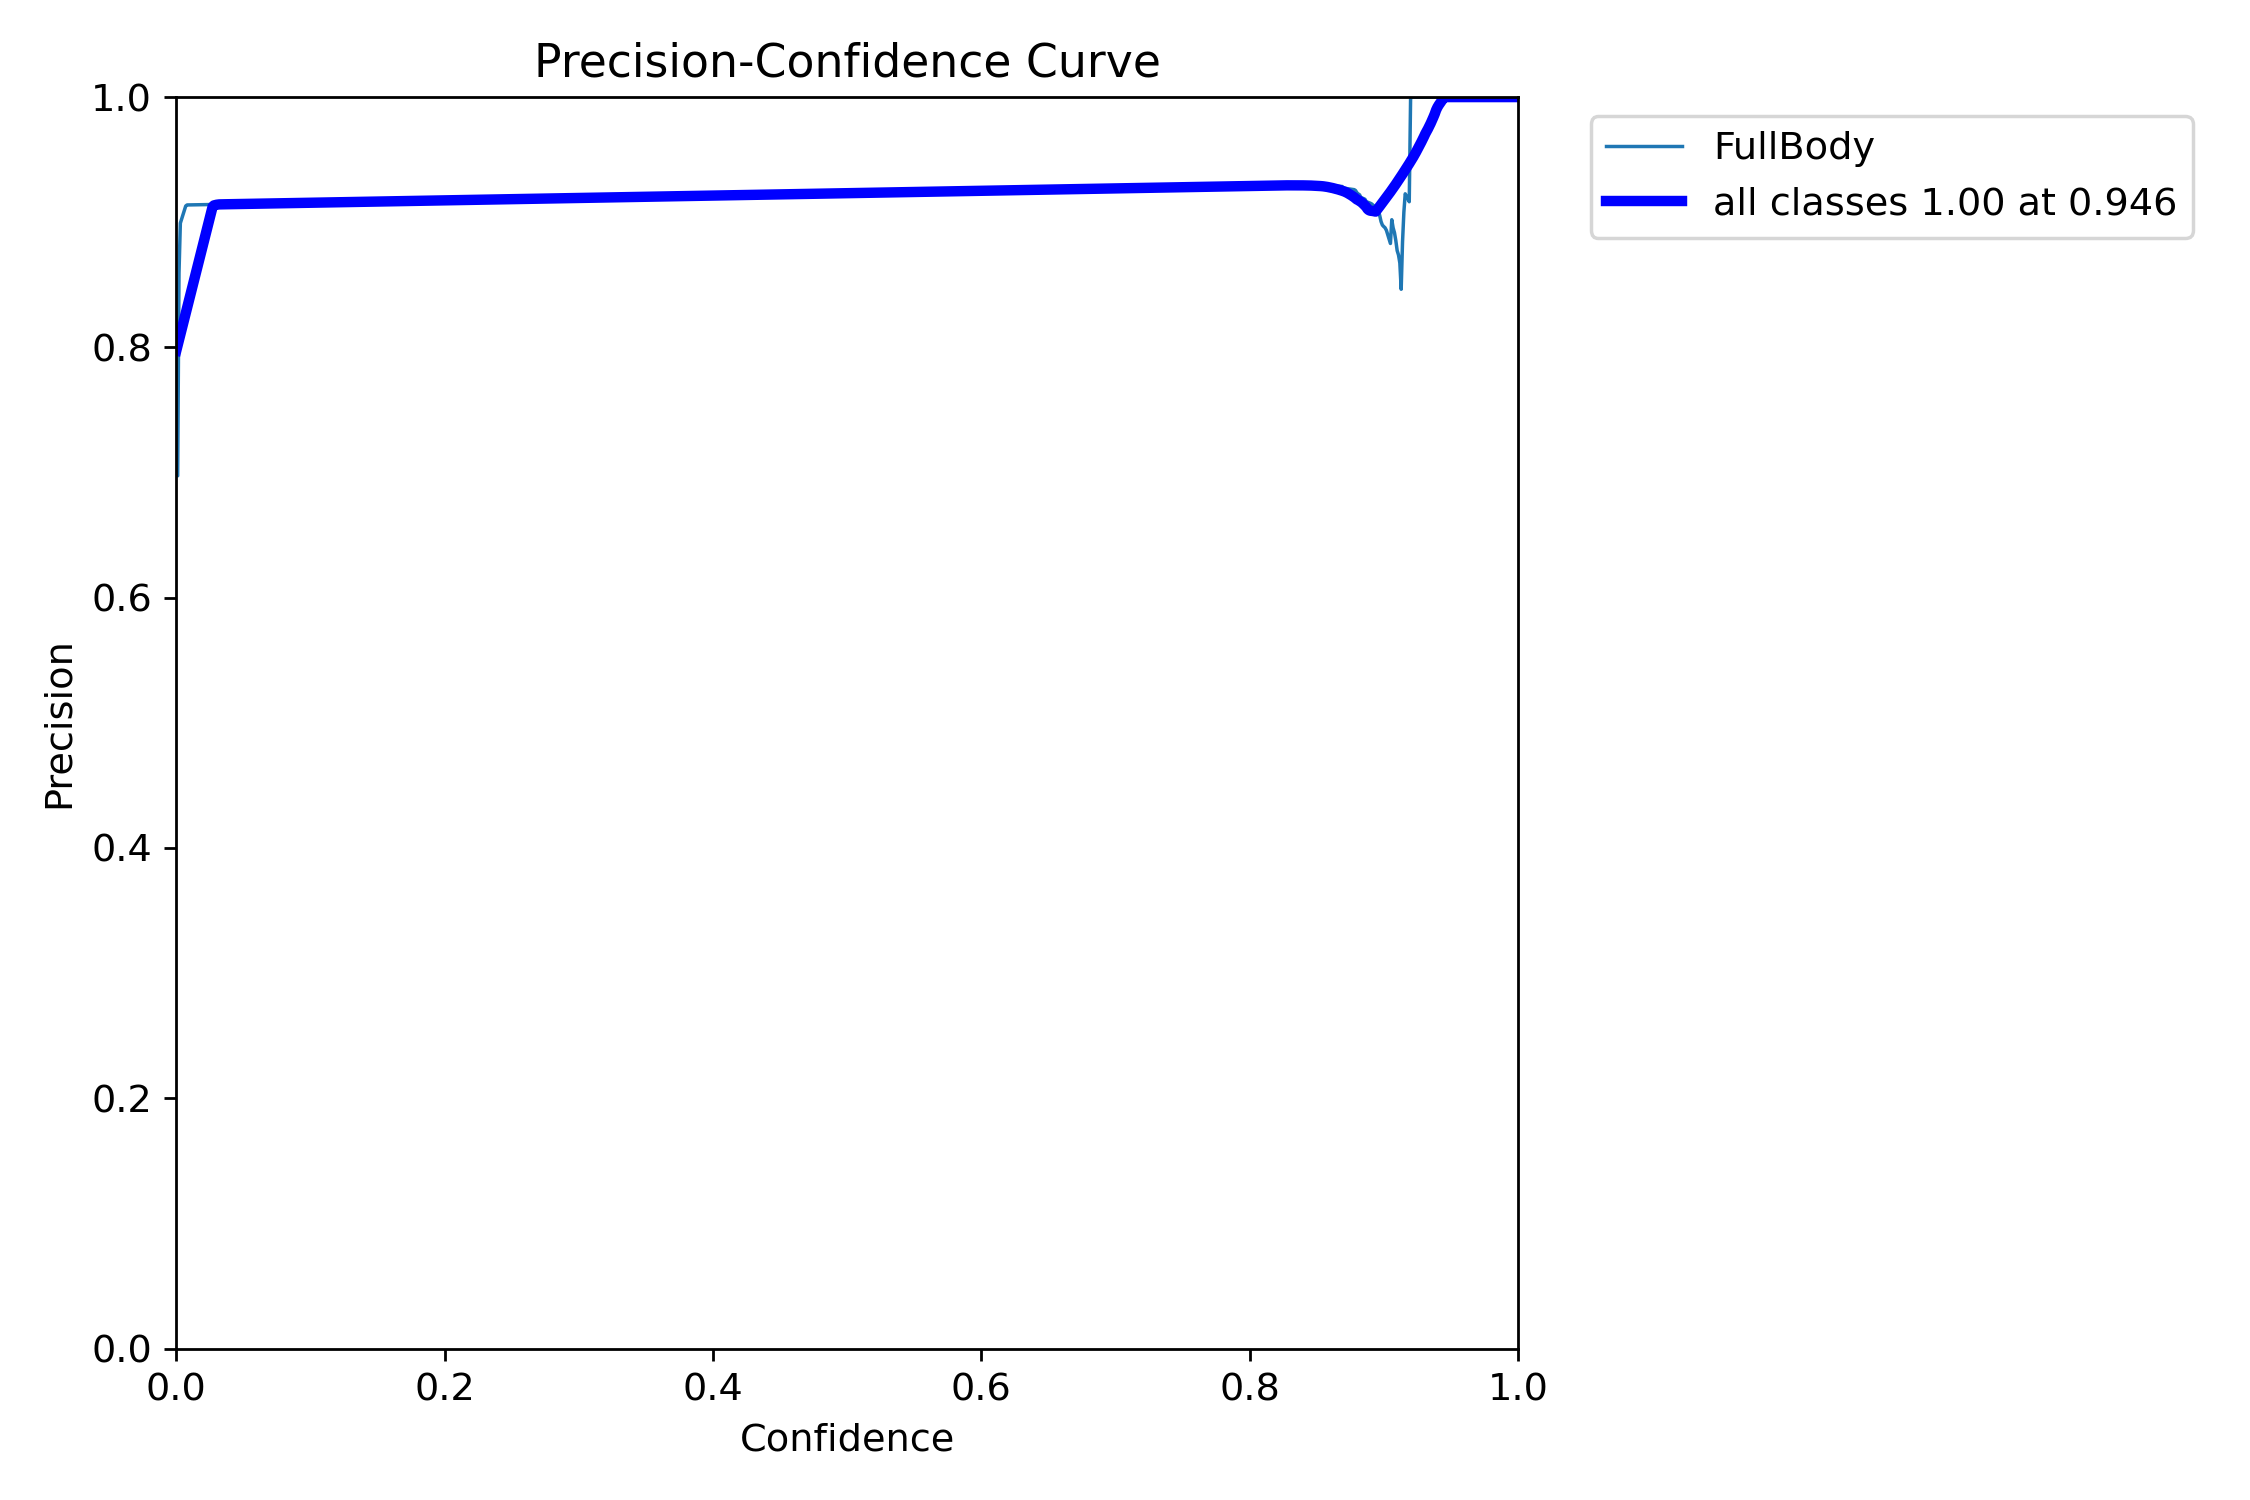 Precision-Confidence Curve
1.0
0.8
0.6
0.4
0.2
0.0
Precision
0.0 0.2 0.4 0.6 0.8 1.0
Confidence
FullBody
all classes 1.00 at 0.946